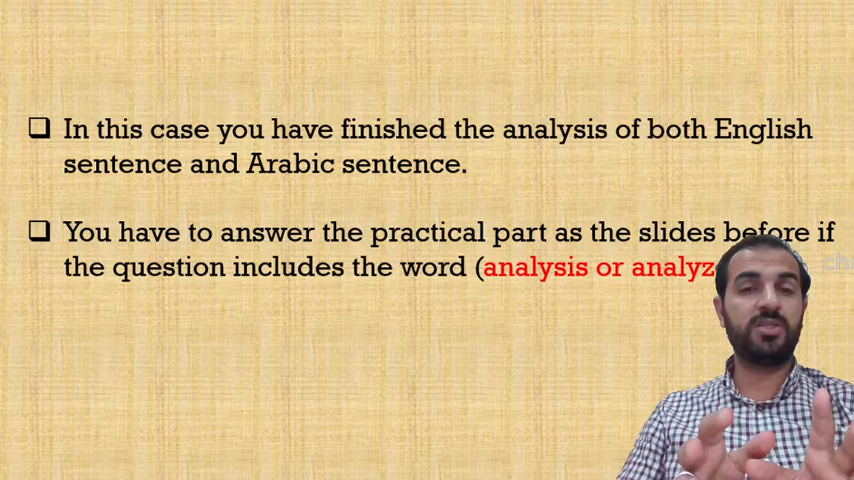 In this case you have finished the analysis of both English
sentence and Arabic sentence.
You have to answer the practical part as the slides before if
the question includes the word (analysis or